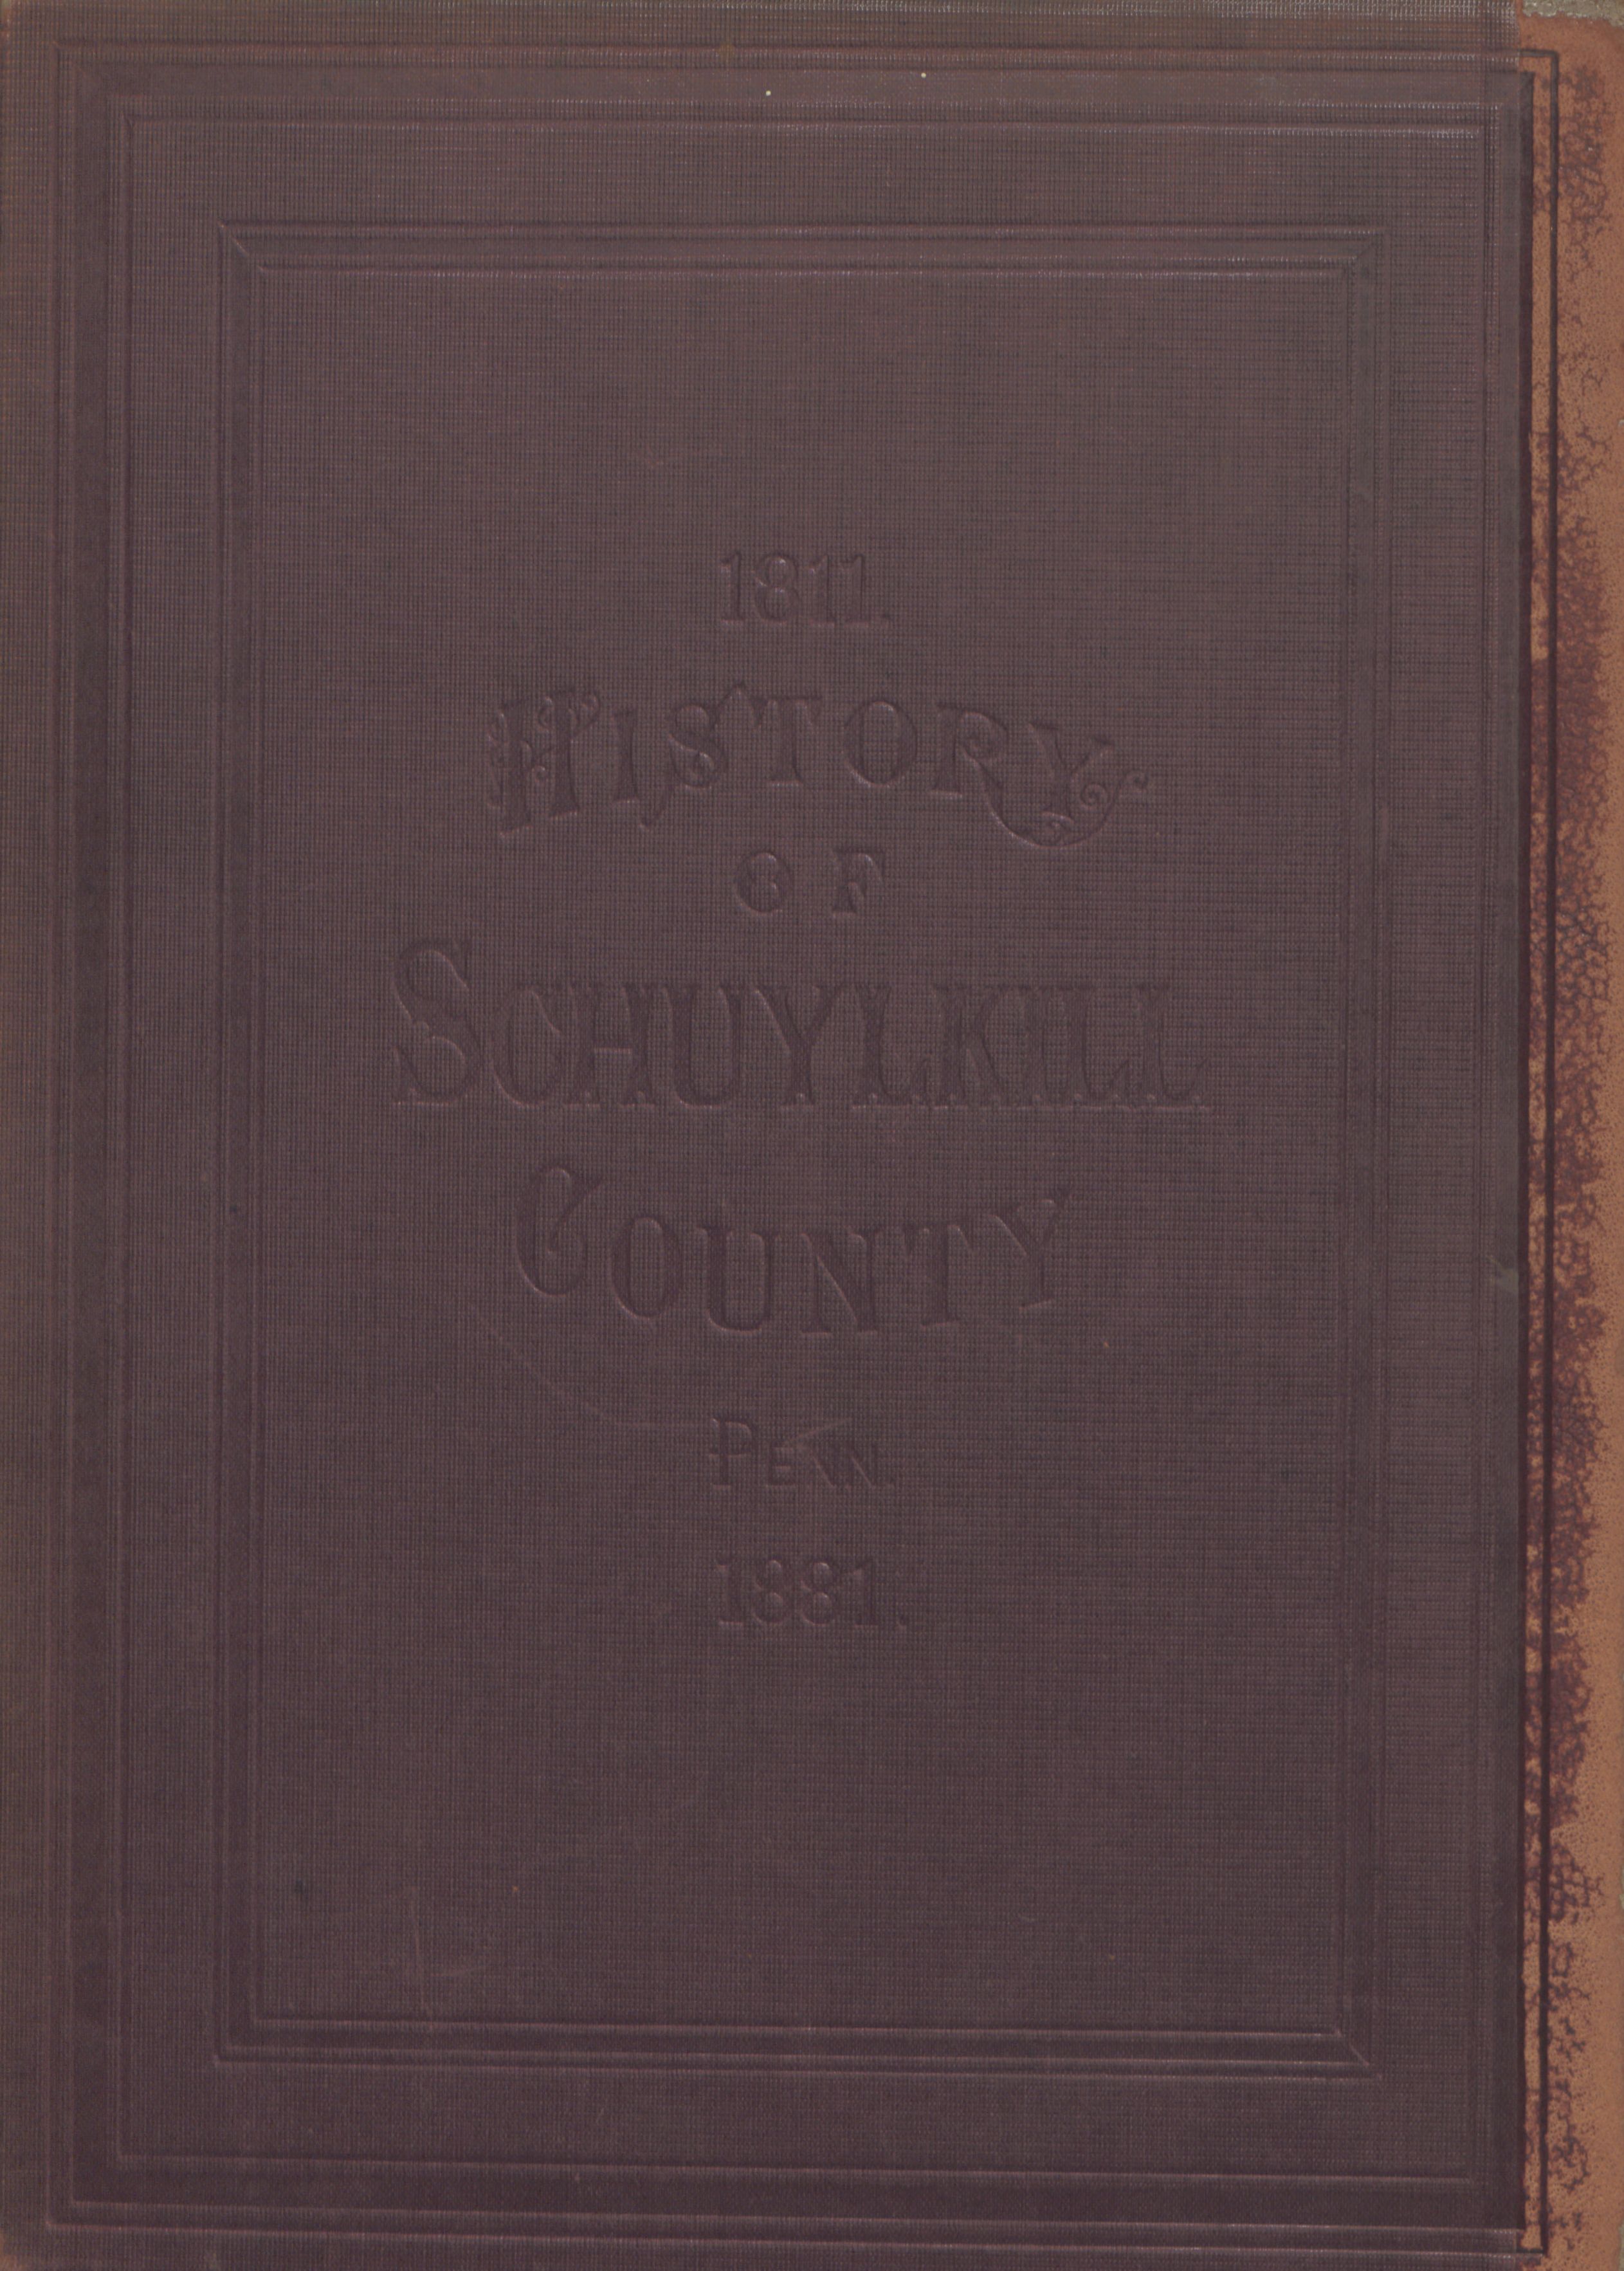 1811.
HISTORY
OF
SCHUYLKILL
COUNTY
PENN.
1881.